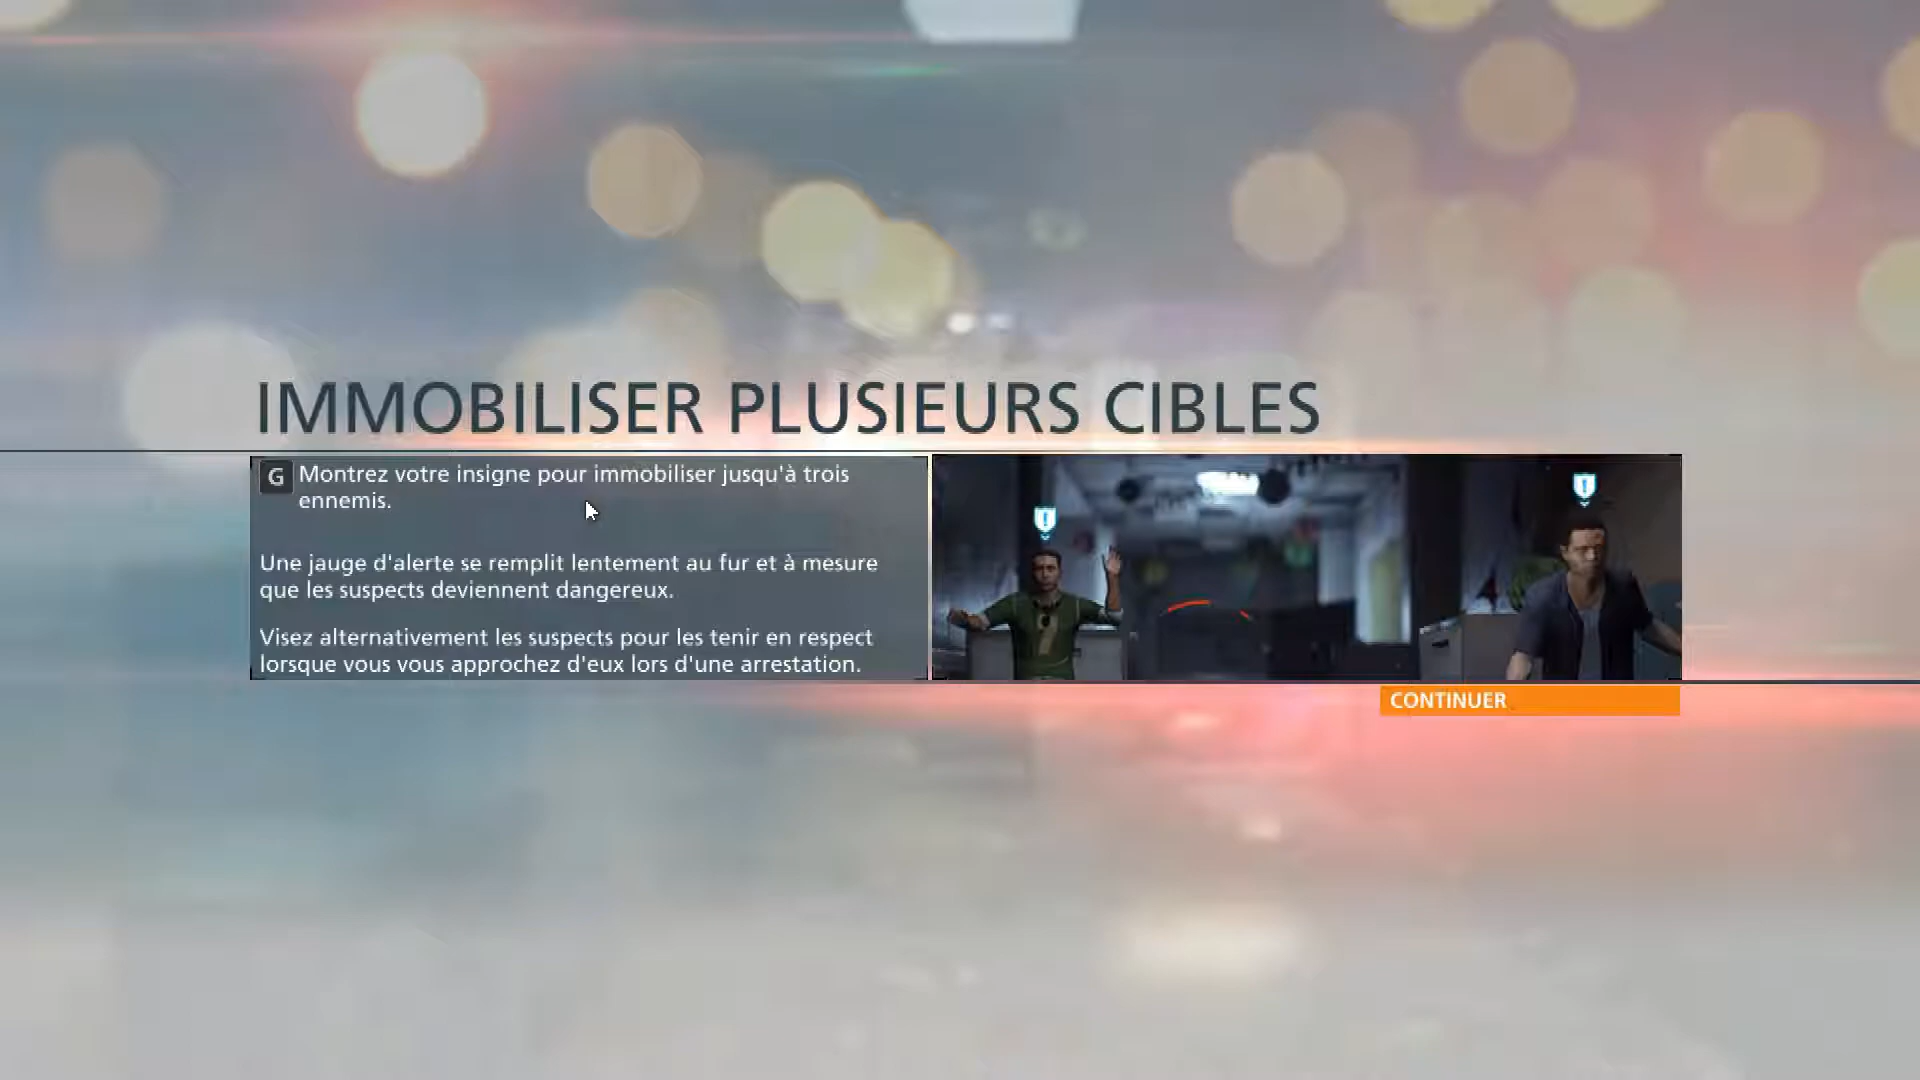 IMMOBILISER PLUSIEURS CIBLES
G Montrez votre insigne pour immobiliser jusqu'à trois
ennemis.
Une jauge d'alerte se remplit lentement au fur et à mesure
que les suspects deviennent dangereux.
Visez alternativement les suspects pour les tenir en respect
lorsque vous vous approchez d'eux lors d'une arrestation.
CONTINUER